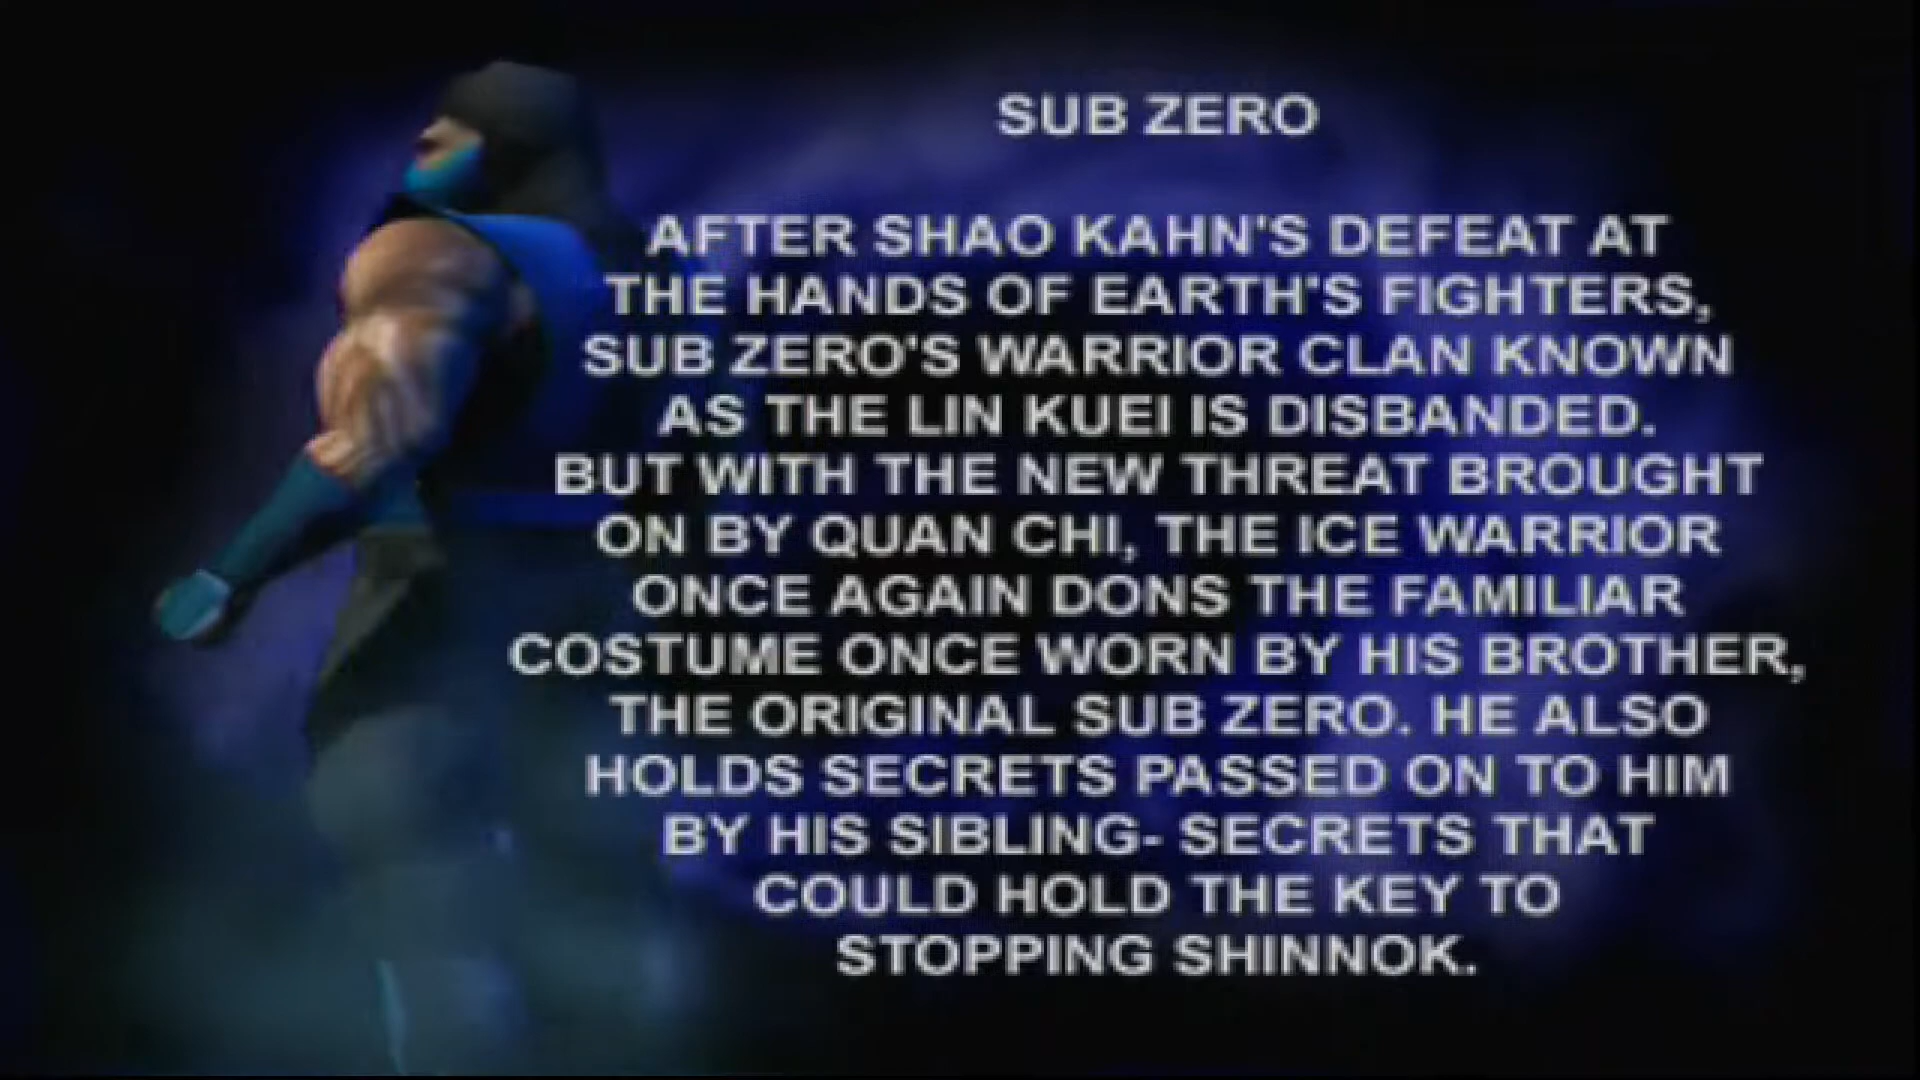 SUB ZERO
AFTER SHAO KAHN'S DEFEAT AT
THE HANDS OF EARTH'S FIGHTERS,
SUB ZERO'S WARRIOR CLAN KNOWN
AS THE LIN KUEI IS DISBANDED.
BUT WITH THE NEW THREAT BROUGHT
ON BY QUAN CHI, THE ICE WARRIOR
ONCE AGAIN DONS THE FAMILIAR
COSTUME ONCE WORN BY HIS BROTHER,
THE ORIGINAL SUB ZERO. HE ALSO
HOLDS SECRETS PASSED ON TO HIM
BY HIS SIBLING- SECRETS THAT
COULD HOLD THE KEY TO
STOPPING SHINNOK.